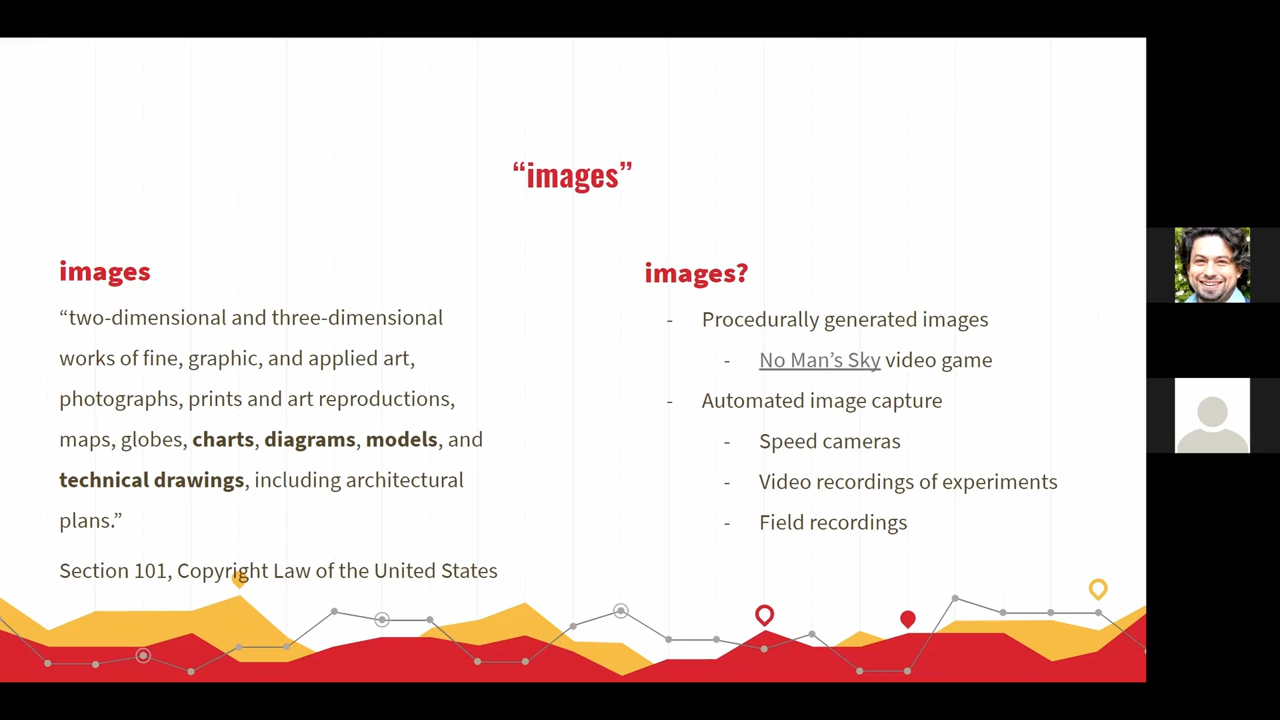 “images”
images
“two-dimensional and three-dimensional
works of fine, graphic, and applied art,
photographs, prints and art reproductions,
maps, globes, charts, diagrams, models, and
technical drawings, including architectural
plans.”
Section 101, Copyright Law of the United States
images?
- Procedurally generated images
- No Man’s Sky video game
- Automated image capture
- Speed cameras
- Video recordings of experiments
- Field recordings